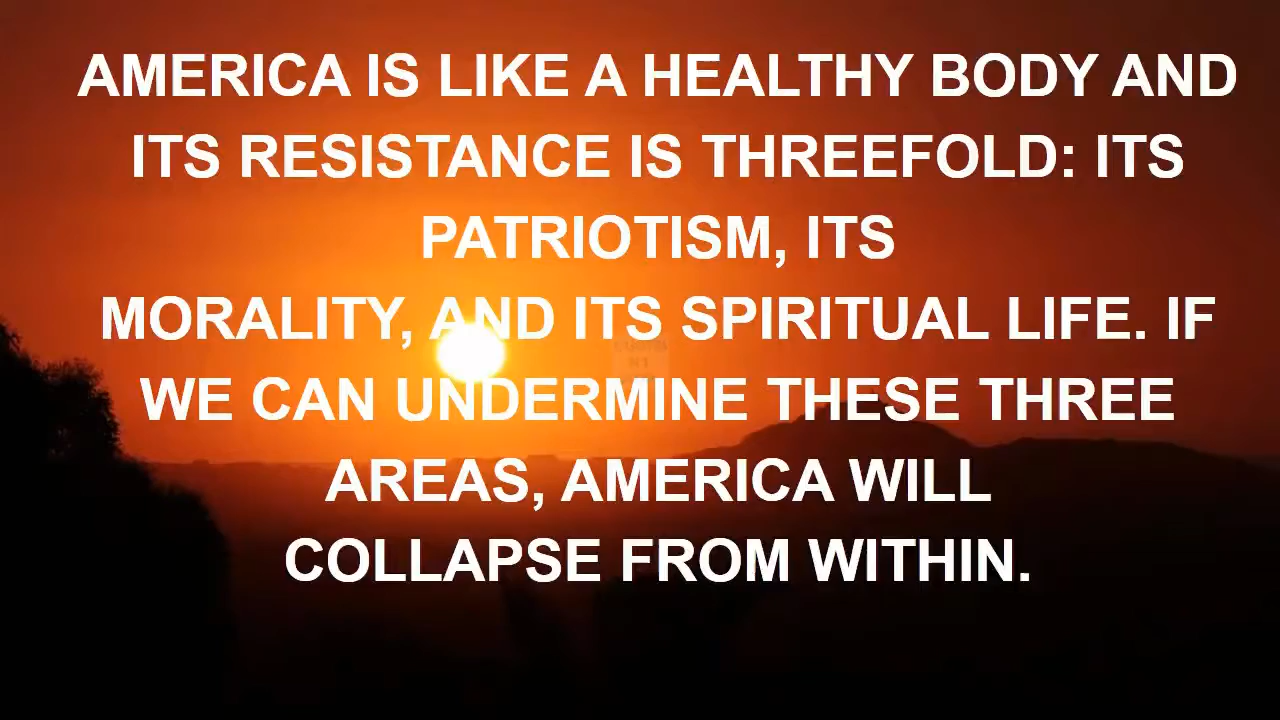 AMERICA IS LIKE A HEALTHY BODY AND
ITS RESISTANCE IS THREEFOLD: ITS
PATRIOTISM, ITS
MORALITY, AND ITS SPIRITUAL LIFE. IF
WE CAN UNDERMINE THESE THREE
AREAS, AMERICA WILL
COLLAPSE FROM WITHIN.